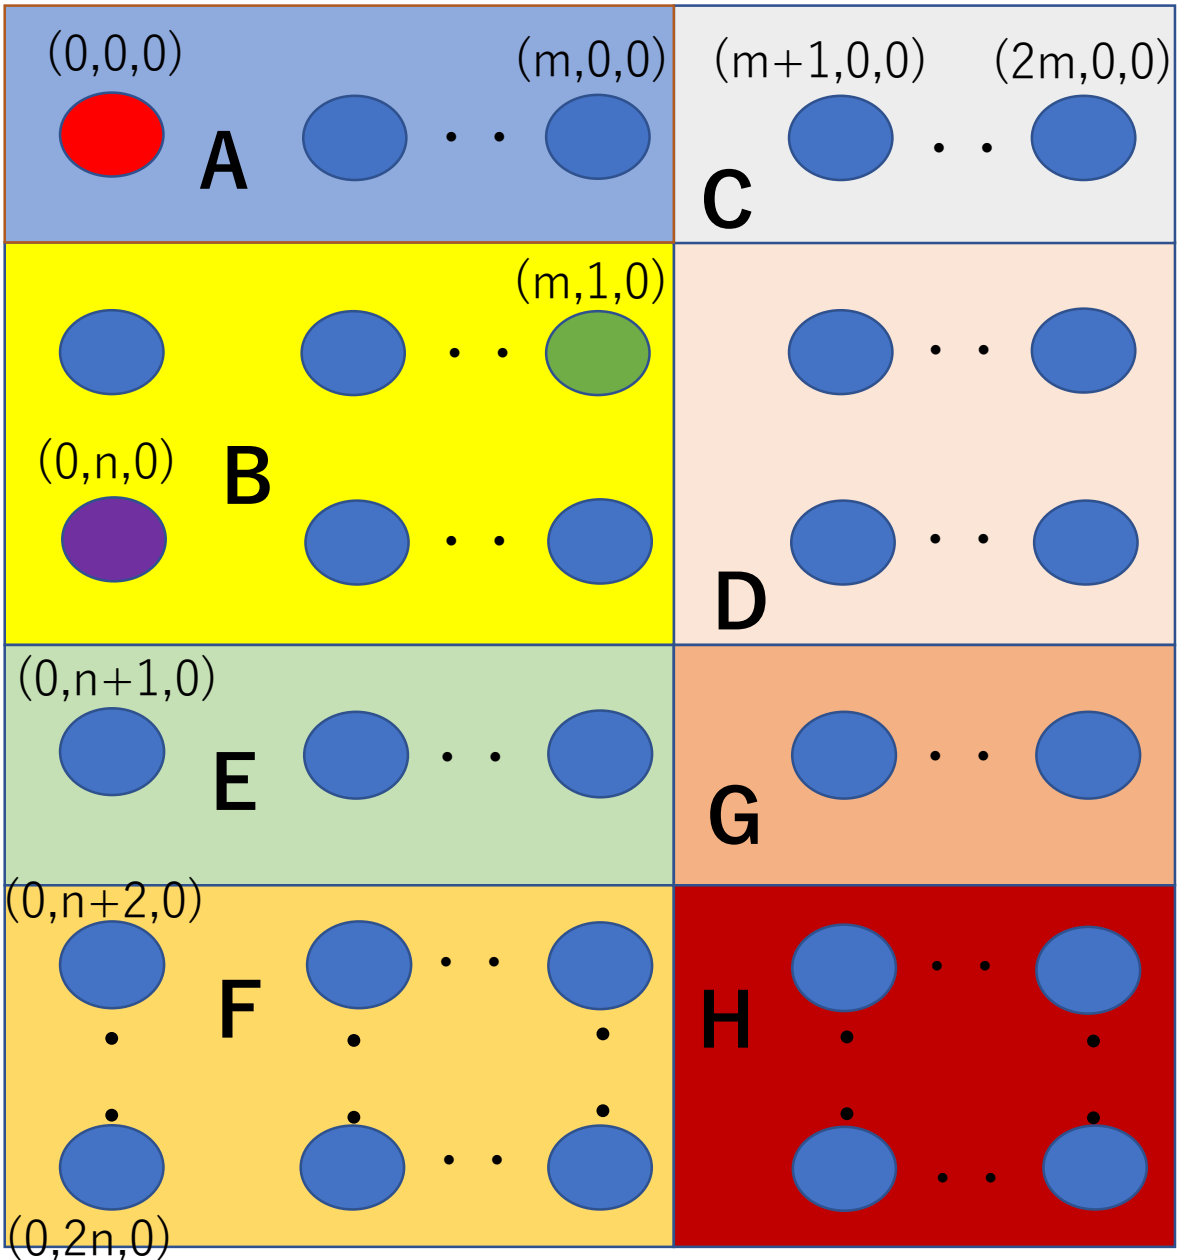 (0,0,0)
(m,0,0)
(m+1,0,0)
(2m,0,0)
A
C
(m,1,0)
(0,n,0)
B
D
(0,n+1,0)
E
G
(0,n+2,0)
F
H
(0,2n,0)